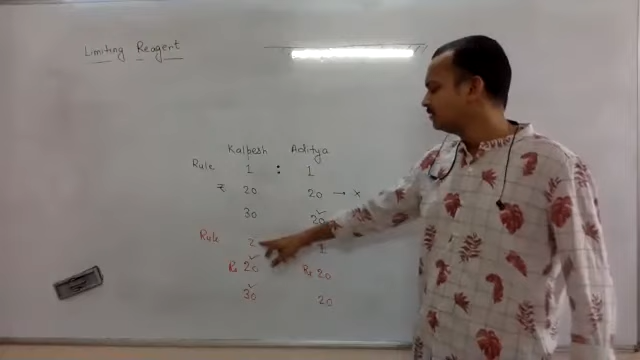 Limiting Reagent
Kalpesh Aditya
Rule 1 : 1
₹ 20 20 → x
30 20 ✓
Rule 2 1
Rs 20 ✓ Rs 20
30 ✓ 20